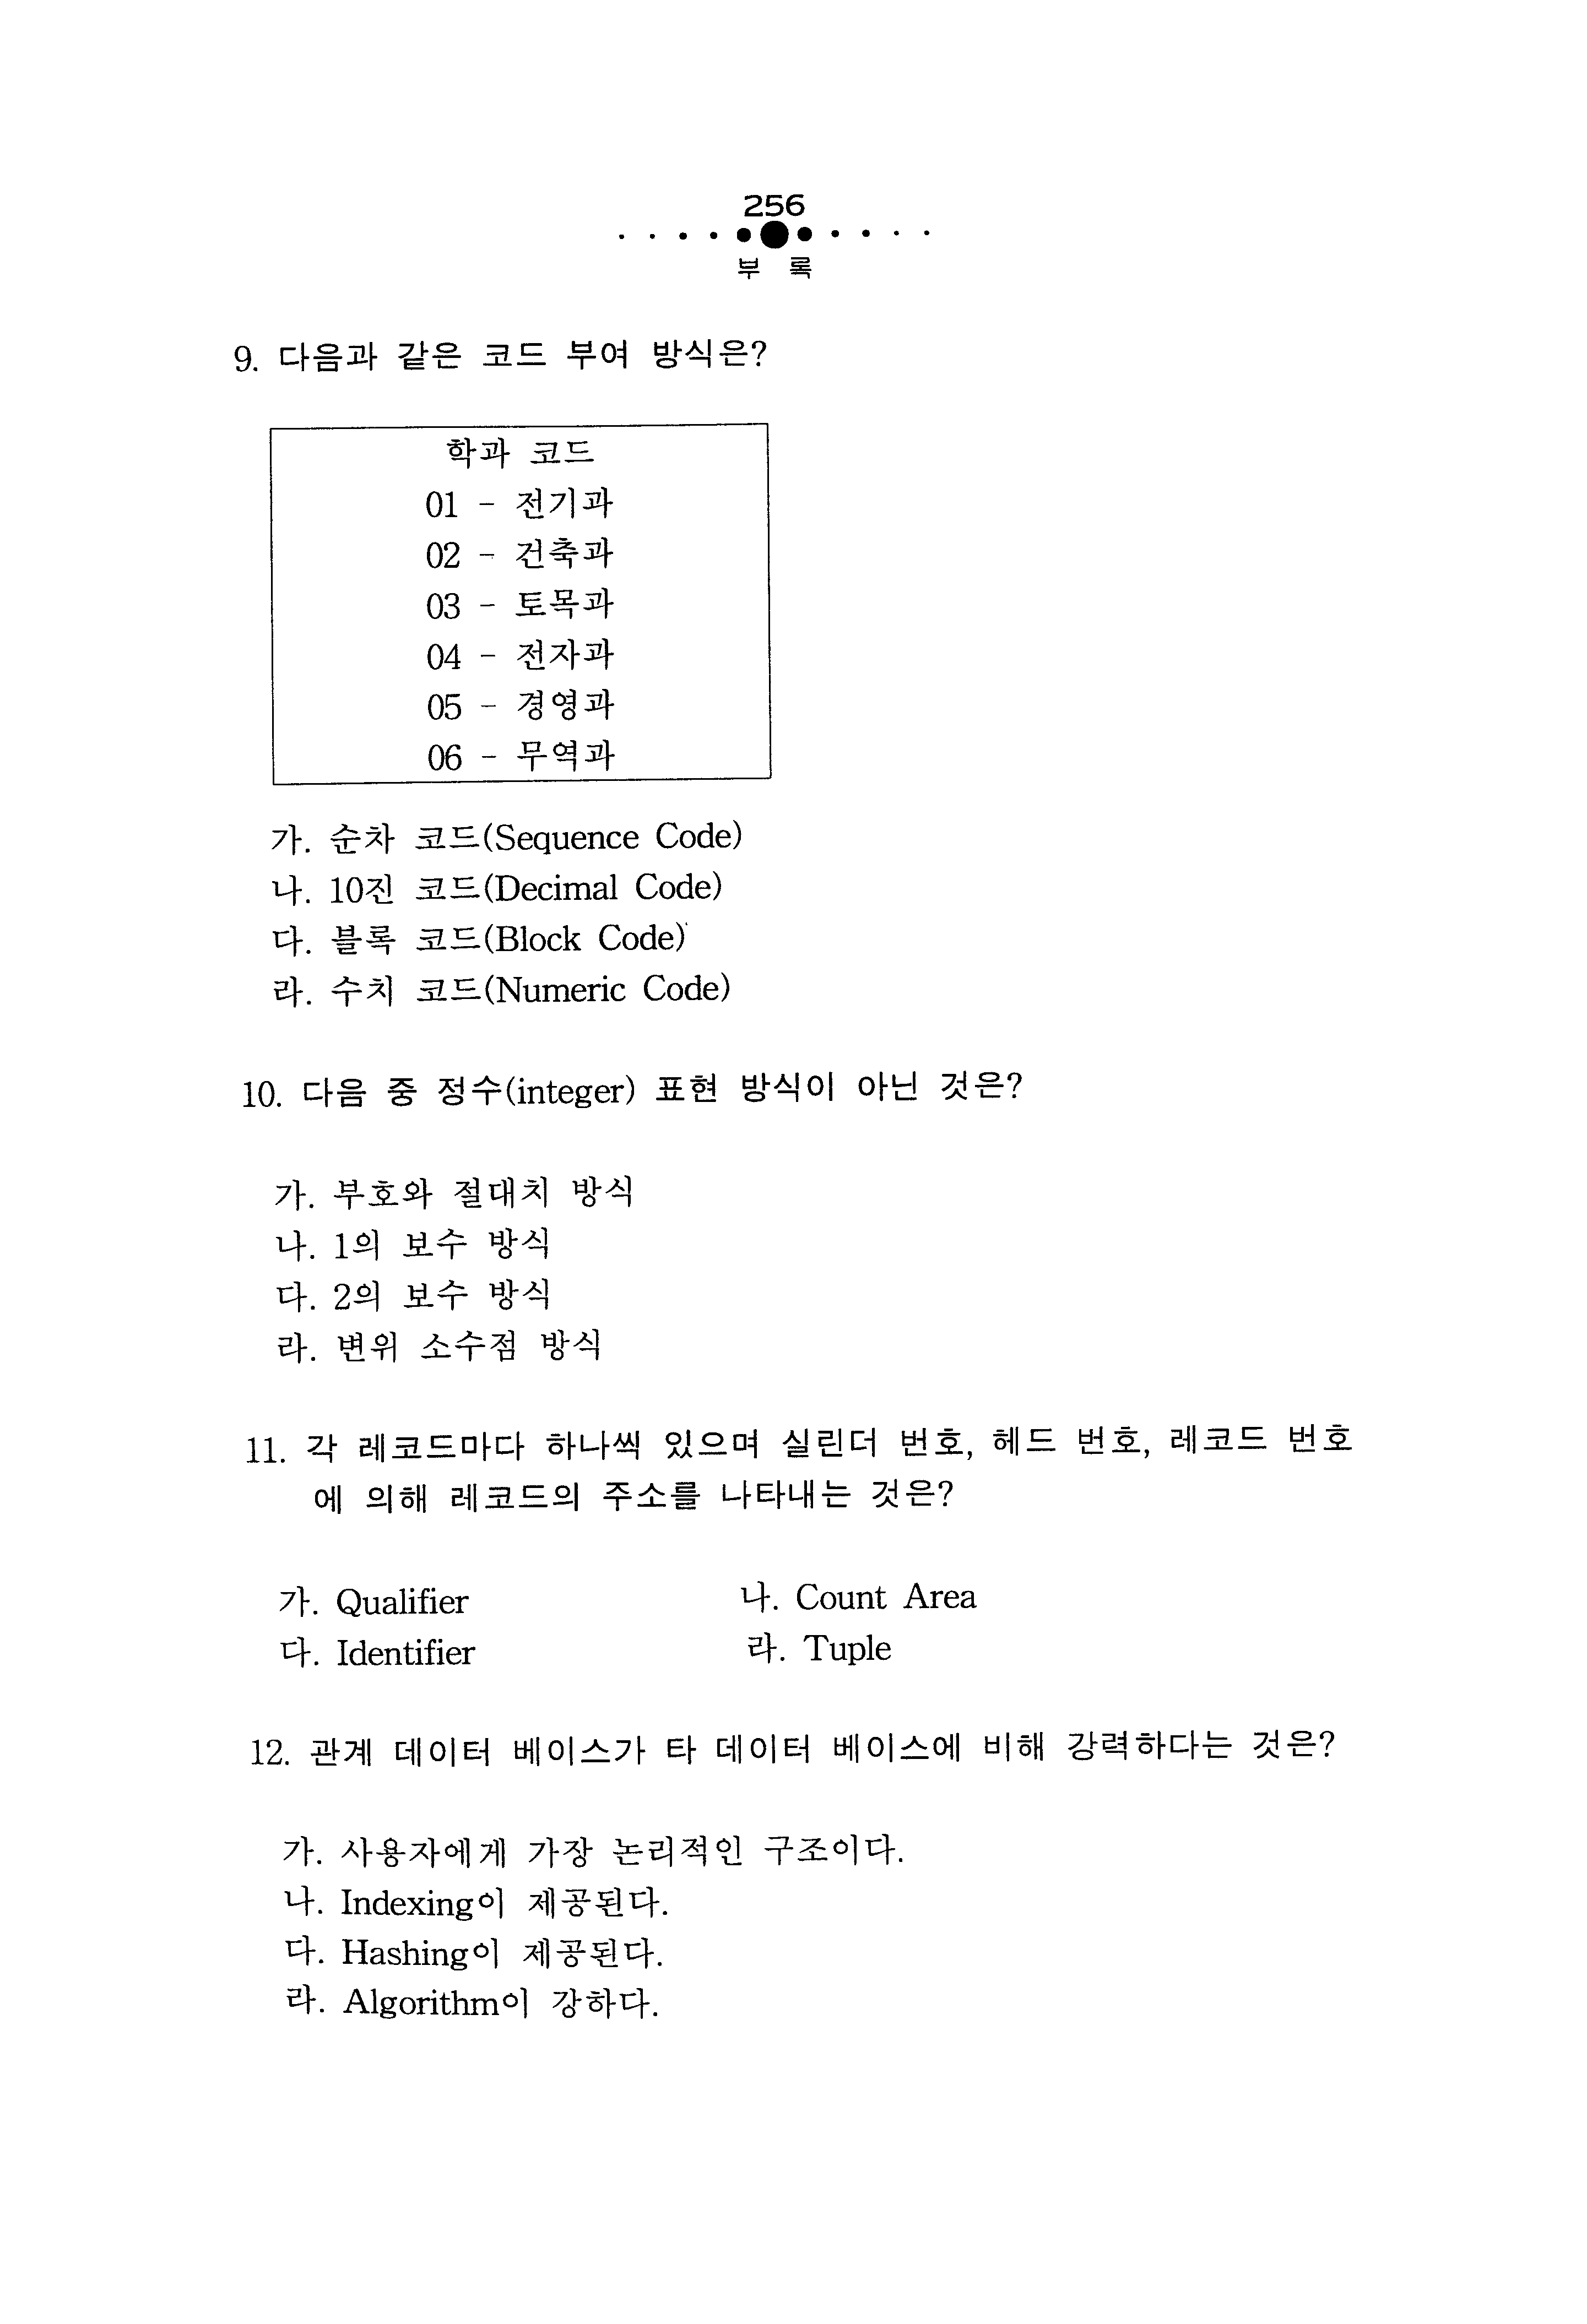 256
부 록
9. 다음과 같은 코드 부여 방식은?
학과 코드
01 - 전기과
02 - 건축과
03 - 토목과
04 - 전자과
05 - 경영과
06 - 무역과
가. 순차 코드(Sequence Code)
나. 10진 코드(Decimal Code)
다. 블록 코드(Block Code)
라. 수치 코드(Numeric Code)
10. 다음 중 정수(integer) 표현 방식이 아닌 것은?
가. 부호와 절대치 방식
나. 1의 보수 방식
다. 2의 보수 방식
라. 변위 소수점 방식
11. 각 레코드마다 하나씩 있으며 실린더 번호, 헤드 번호, 레코드 번호
에 의해 레코드의 주소를 나타내는 것은?
가. Qualifier 나. Count Area
다. Identifier 라. Tuple
12. 관계 데이터 베이스가 타 데이터 베이스에 비해 강력하다는 것은?
가. 사용자에게 가장 논리적인 구조이다.
나. Indexing이 제공된다.
다. Hashing이 제공된다.
라. Algorithm이 강하다.